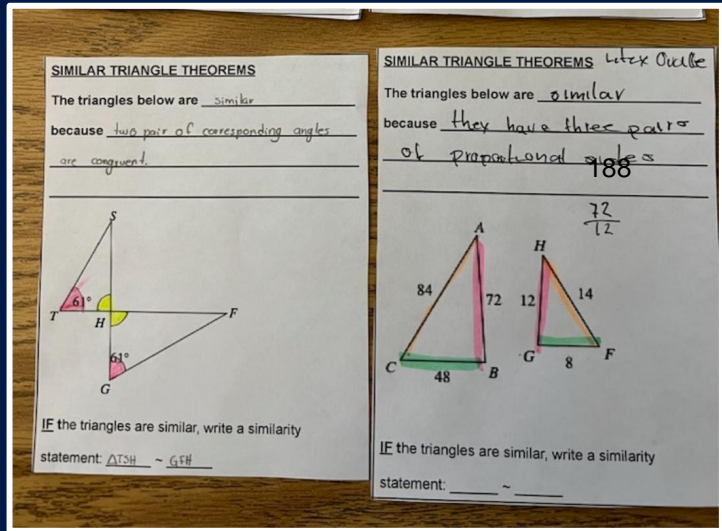 SIMILAR TRIANGLE THEOREMS
The triangles below are similar
because two pair of corresponding angles
are congruent.
S
61°
T
H
F
61°
G
IF the triangles are similar, write a similarity
statement: △TSH ~ GFH
SIMILAR TRIANGLE THEOREMS
The triangles below are similar
because they have three pairs
of proportional
188
72
12
A
H
84
72
12
14
C
48
B
G
8
F
IF the triangles are similar, write a similarity
statement: ~